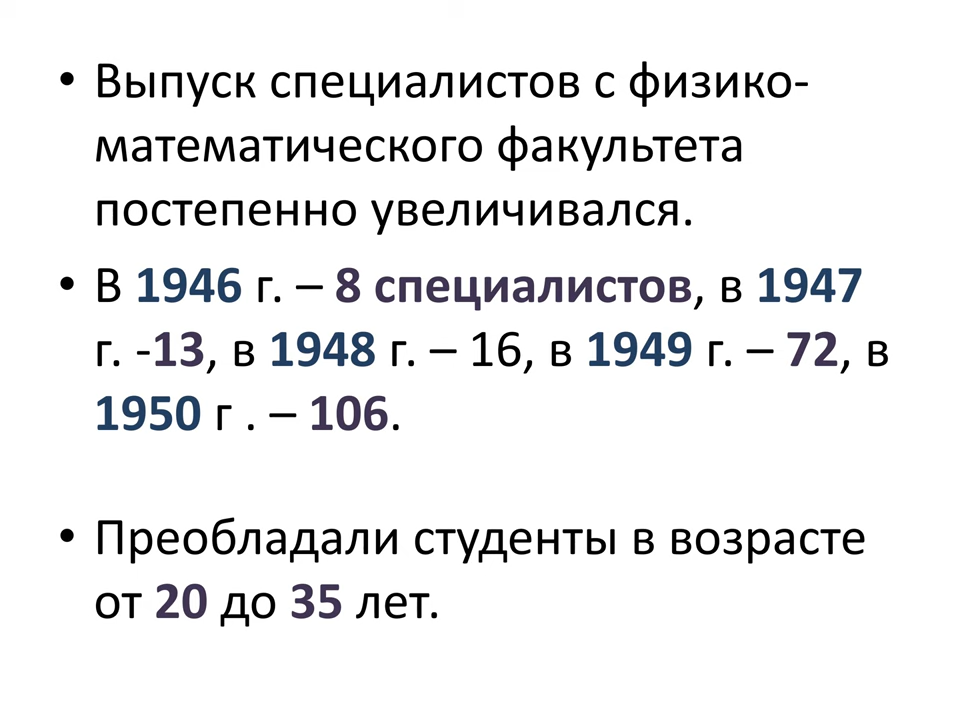 • Выпуск специалистов с физико-
математического факультета
постепенно увеличивался.
• В 1946 г. – 8 специалистов, в 1947
г. -13, в 1948 г. – 16, в 1949 г. – 72, в
1950 г . – 106.
• Преобладали студенты в возрасте
от 20 до 35 лет.